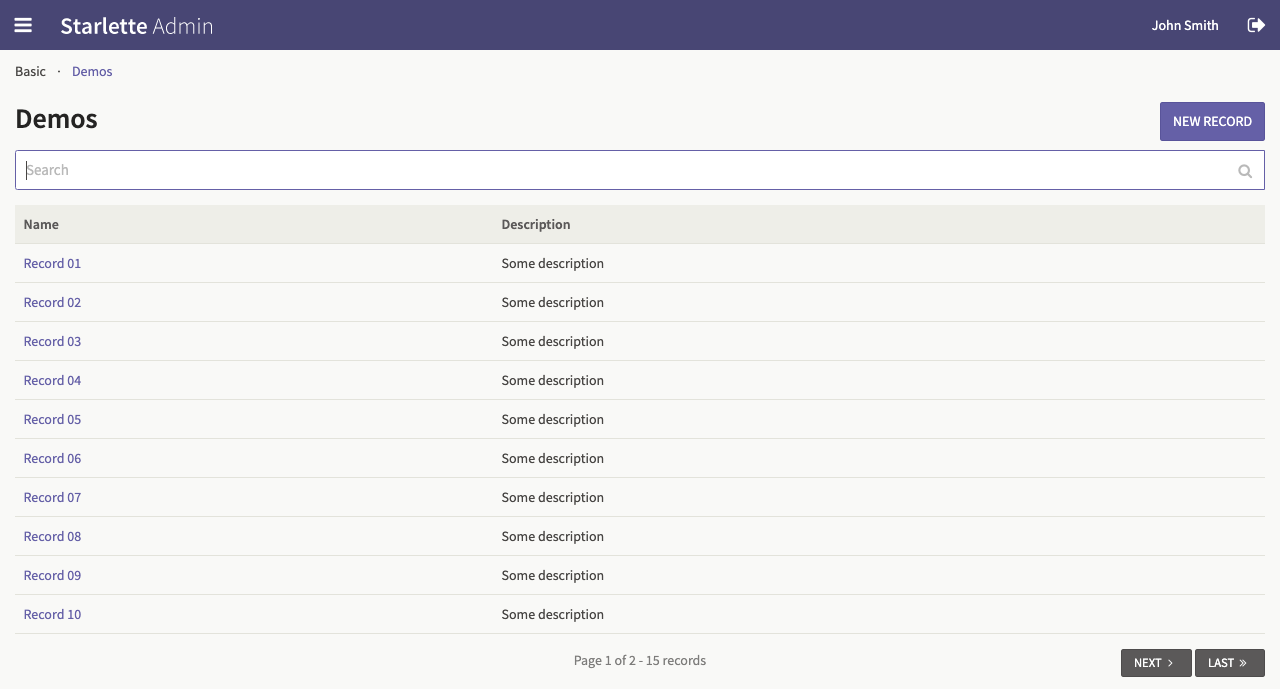 Starlette Admin John Smith
Basic · Demos
Demos
NEW RECORD
Search
Name Description
Record 01 Some description
Record 02 Some description
Record 03 Some description
Record 04 Some description
Record 05 Some description
Record 06 Some description
Record 07 Some description
Record 08 Some description
Record 09 Some description
Record 10 Some description
Page 1 of 2 - 15 records NEXT › LAST »